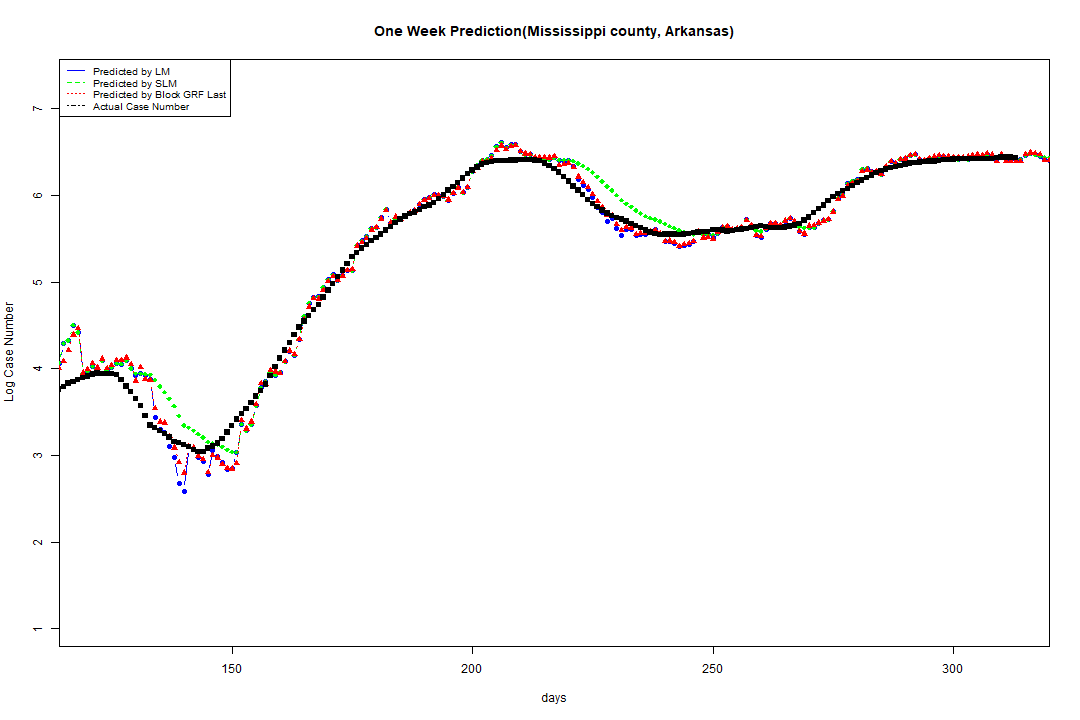 One Week Prediction(Mississippi county, Arkansas)
Predicted by LM
Predicted by SLM
Predicted by Block GRF Last
Actual Case Number
7
6
5
4
3
2
1
Log Case Number
150 200 250 300
days